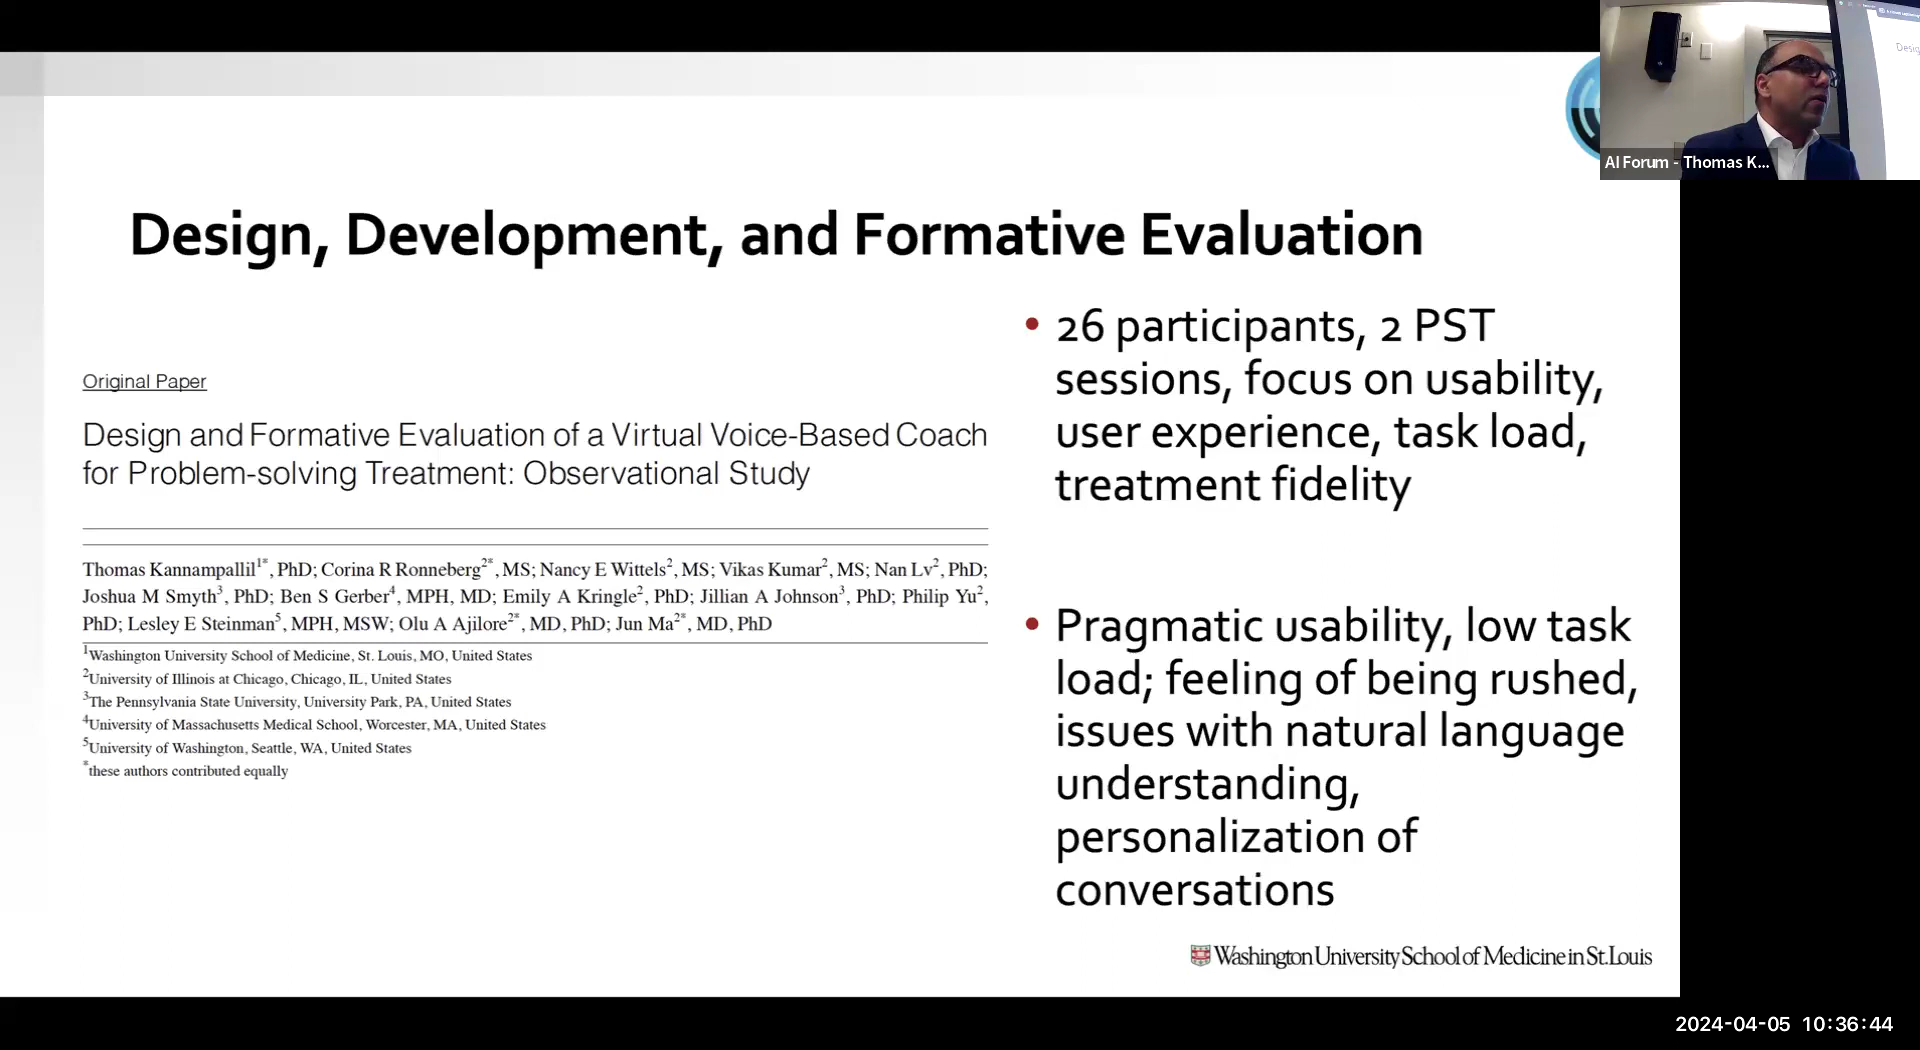 Design, Development, and Formative Evaluation
Original Paper
Design and Formative Evaluation of a Virtual Voice-Based Coach
for Problem-solving Treatment: Observational Study
Thomas Kannampallil1*, PhD; Corina R Ronneberg2*, MS; Nancy E Wittels2, MS; Vikas Kumar2, MS; Nan Lv2, PhD;
Joshua M Smyth3, PhD; Ben S Gerber4, MPH, MD; Emily A Kringle2, PhD; Jillian A Johnson3, PhD; Philip Yu2,
PhD; Lesley E Steinman5, MPH, MSW; Olu A Ajilore2*, MD, PhD; Jun Ma2*, MD, PhD
1Washington University School of Medicine, St. Louis, MO, United States
2University of Illinois at Chicago, Chicago, IL, United States
3The Pennsylvania State University, University Park, PA, United States
4University of Massachusetts Medical School, Worcester, MA, United States
5University of Washington, Seattle, WA, United States
*these authors contributed equally
• 26 participants, 2 PST
sessions, focus on usability,
user experience, task load,
treatment fidelity
• Pragmatic usability, low task
load; feeling of being rushed,
issues with natural language
understanding,
personalization of
conversations
Washington University School of Medicine in St. Louis
AI Forum - Thomas K...
2024-04-05 10:36:44